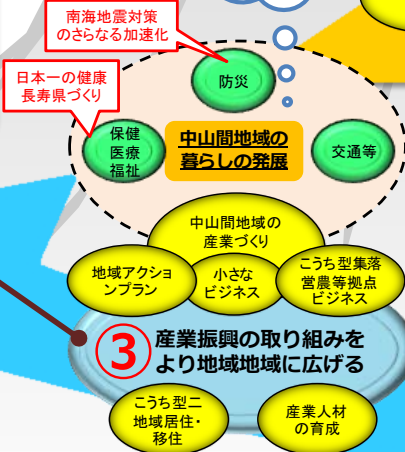 南海地震対策
のさらなる加速化
防災
日本一の健康
長寿県づくり
保健
医療
福祉
中山間地域の
暮らしの発展
交通等
中山間地域の
産業づくり
地域アクショ
ンプラン
小さな
ビジネス
こうち型集落
営農等拠点
ビジネス
③
産業振興の取り組みを
より地域地域に広げる
こうち型二
地域居住・
移住
産業人材
の育成